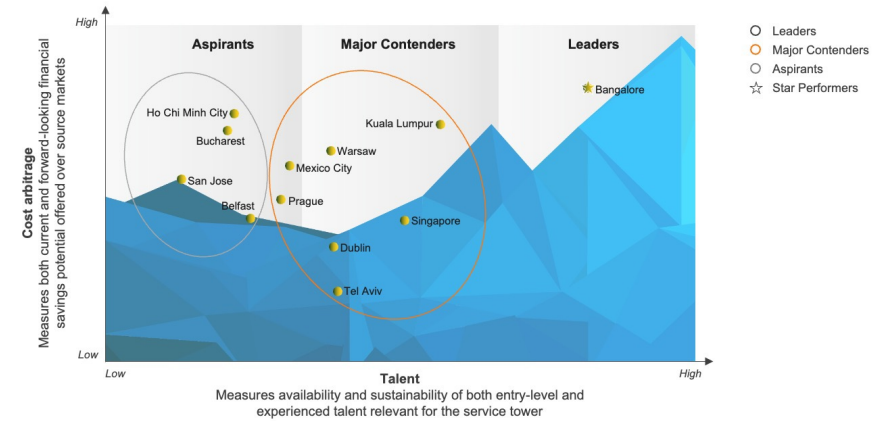 High
Aspirants
Major Contenders
Leaders
Leaders
Major Contenders
Aspirants
Star Performers
Bangalore
Ho Chi Minh City
Kuala Lumpur
Bucharest
Warsaw
Mexico City
San Jose
Prague
Belfast
Singapore
Dublin
Tel Aviv
Cost arbitrage
Measures both current and forward-looking financial
savings potential offered over source markets
Low
Low
High
Talent
Measures availability and sustainability of both entry-level and
experienced talent relevant for the service tower